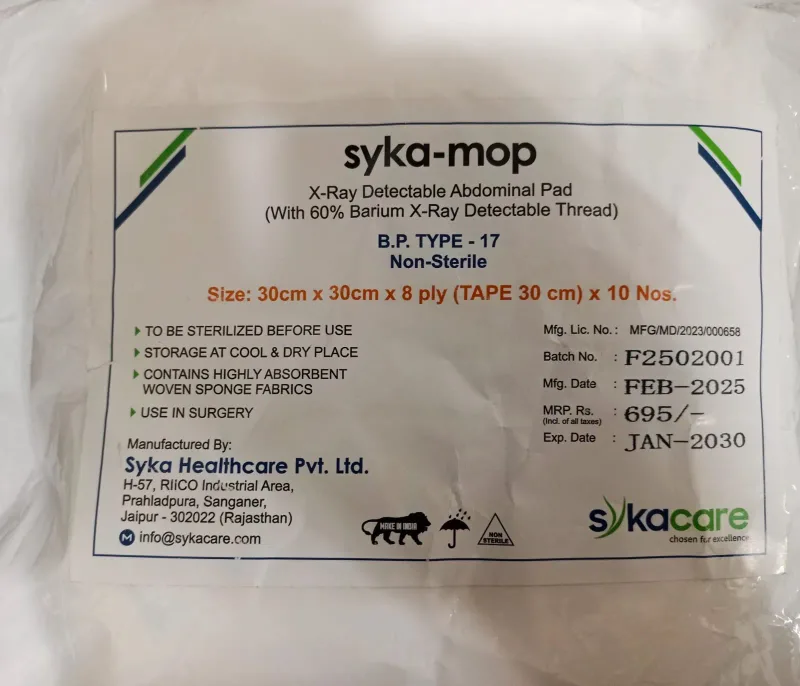 syka-mop
X-Ray Detectable Abdominal Pad
(With 60% Barium X-Ray Detectable Thread)
B.P. TYPE - 17
Non-Sterile
Size: 30cm x 30cm x 8 ply (TAPE 30 cm) x 10 Nos.
TO BE STERILIZED BEFORE USE
STORAGE AT COOL & DRY PLACE
CONTAINS HIGHLY ABSORBENT
WOVEN SPONGE FABRICS
USE IN SURGERY
Mfg. Lic. No.: MFG/MD/2023/000658
Batch No. : F2502001
Mfg. Date : FEB-2025
MRP. Rs. : 695/-
(Incl. of all taxes)
Exp. Date : JAN-2030
Manufactured By:
Syka Healthcare Pvt. Ltd.
H-57, RIICO Industrial Area,
Prahladpura, Sanganer,
Jaipur - 302022 (Rajasthan)
M info@sykacare.com
MAKE IN INDIA
NON
STERILE
sykacare
chosen for excellence